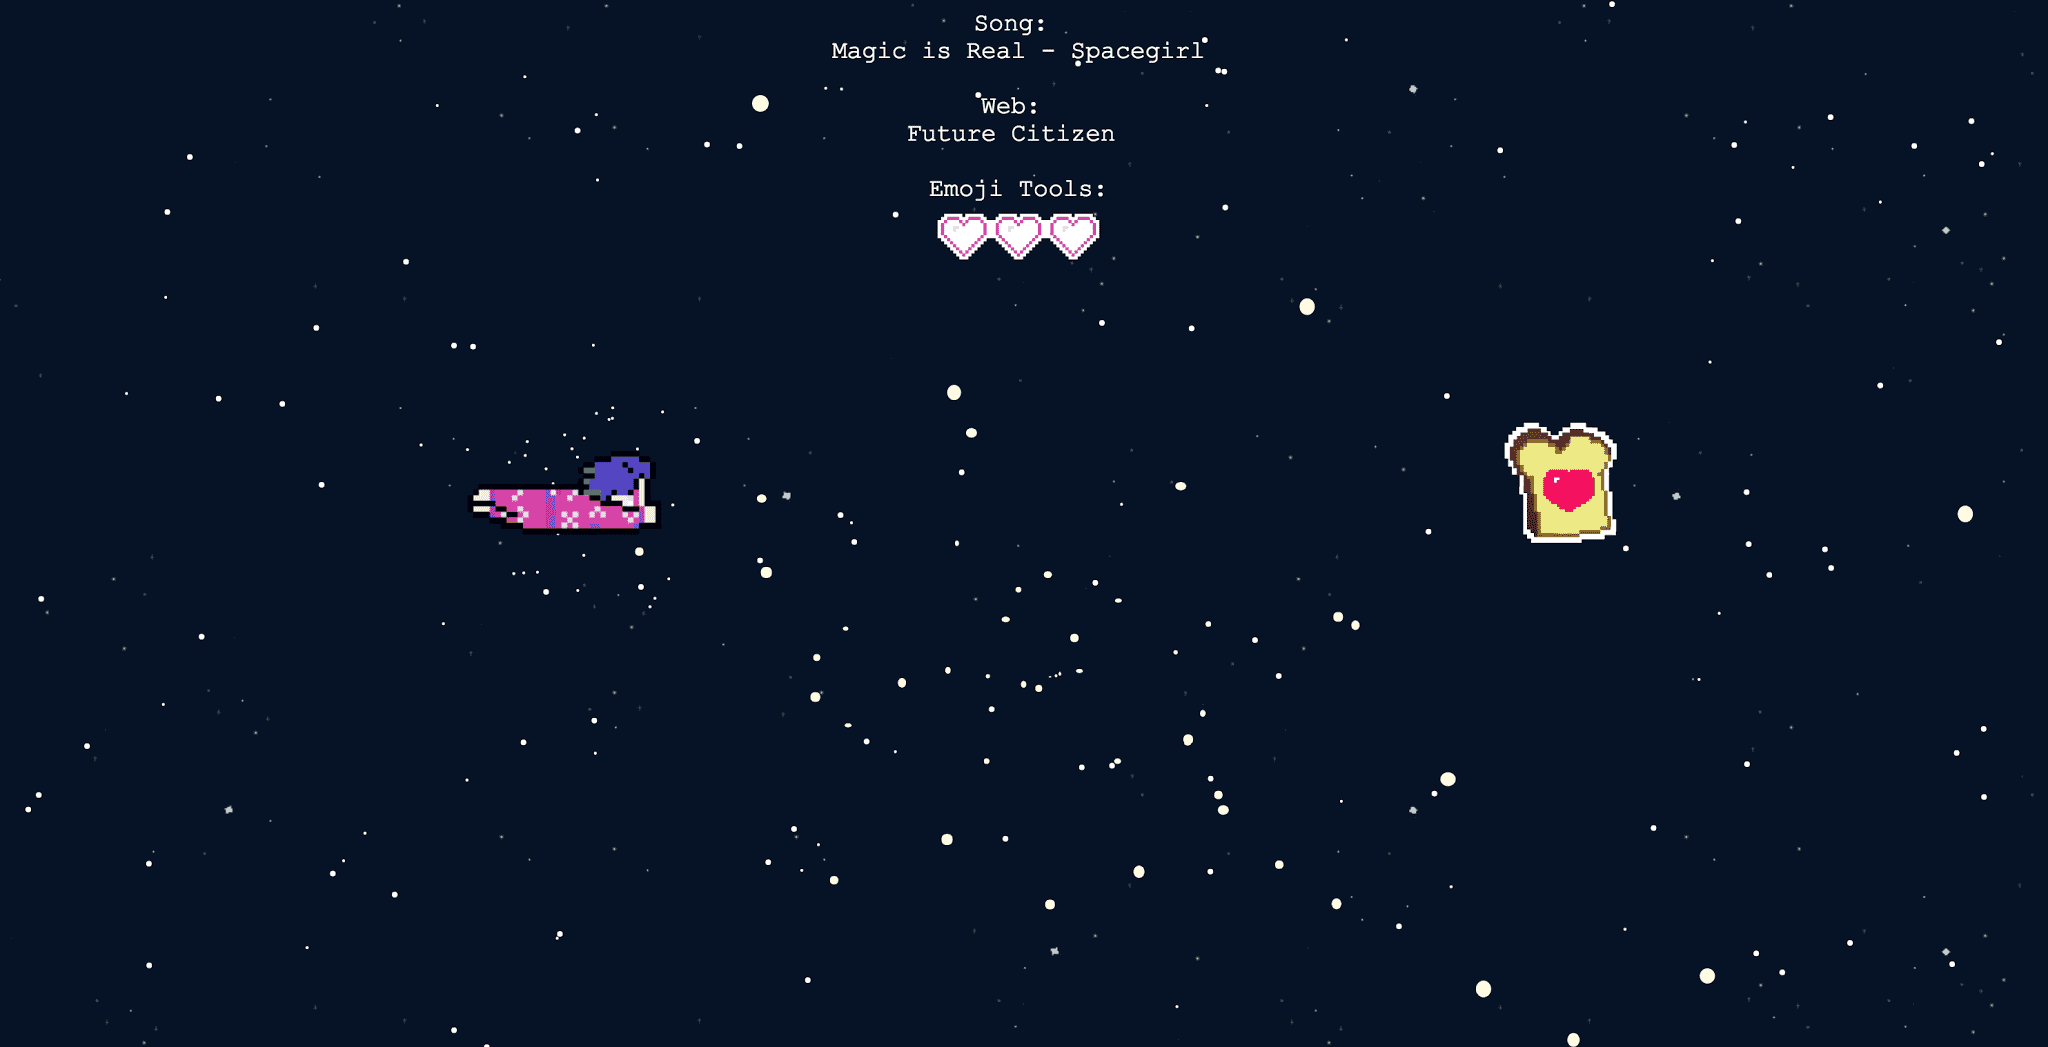 Song:
Magic is Real - Spacegirl
Web:
Future Citizen
Emoji Tools: